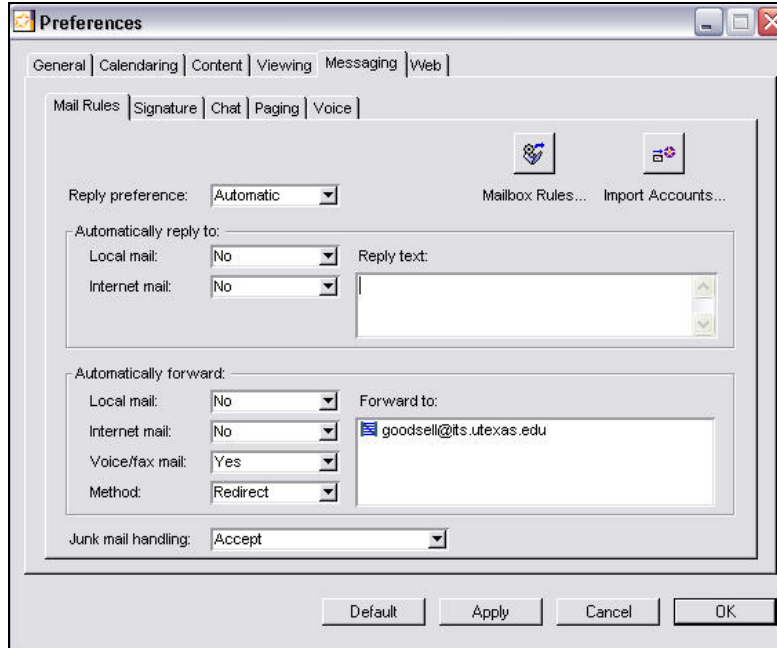 Preferences
General Calendaring Content Viewing Messaging Web
Mail Rules Signature Chat Paging Voice
Reply preference: Automatic Mailbox Rules... Import Accounts...
Automatically reply to:
Local mail: No Reply text:
Internet mail: No
Automatically forward:
Local mail: No Forward to:
Internet mail: No goodsell@its.utexas.edu
Voice/fax mail: Yes
Method: Redirect
Junk mail handling: Accept
Default Apply Cancel OK